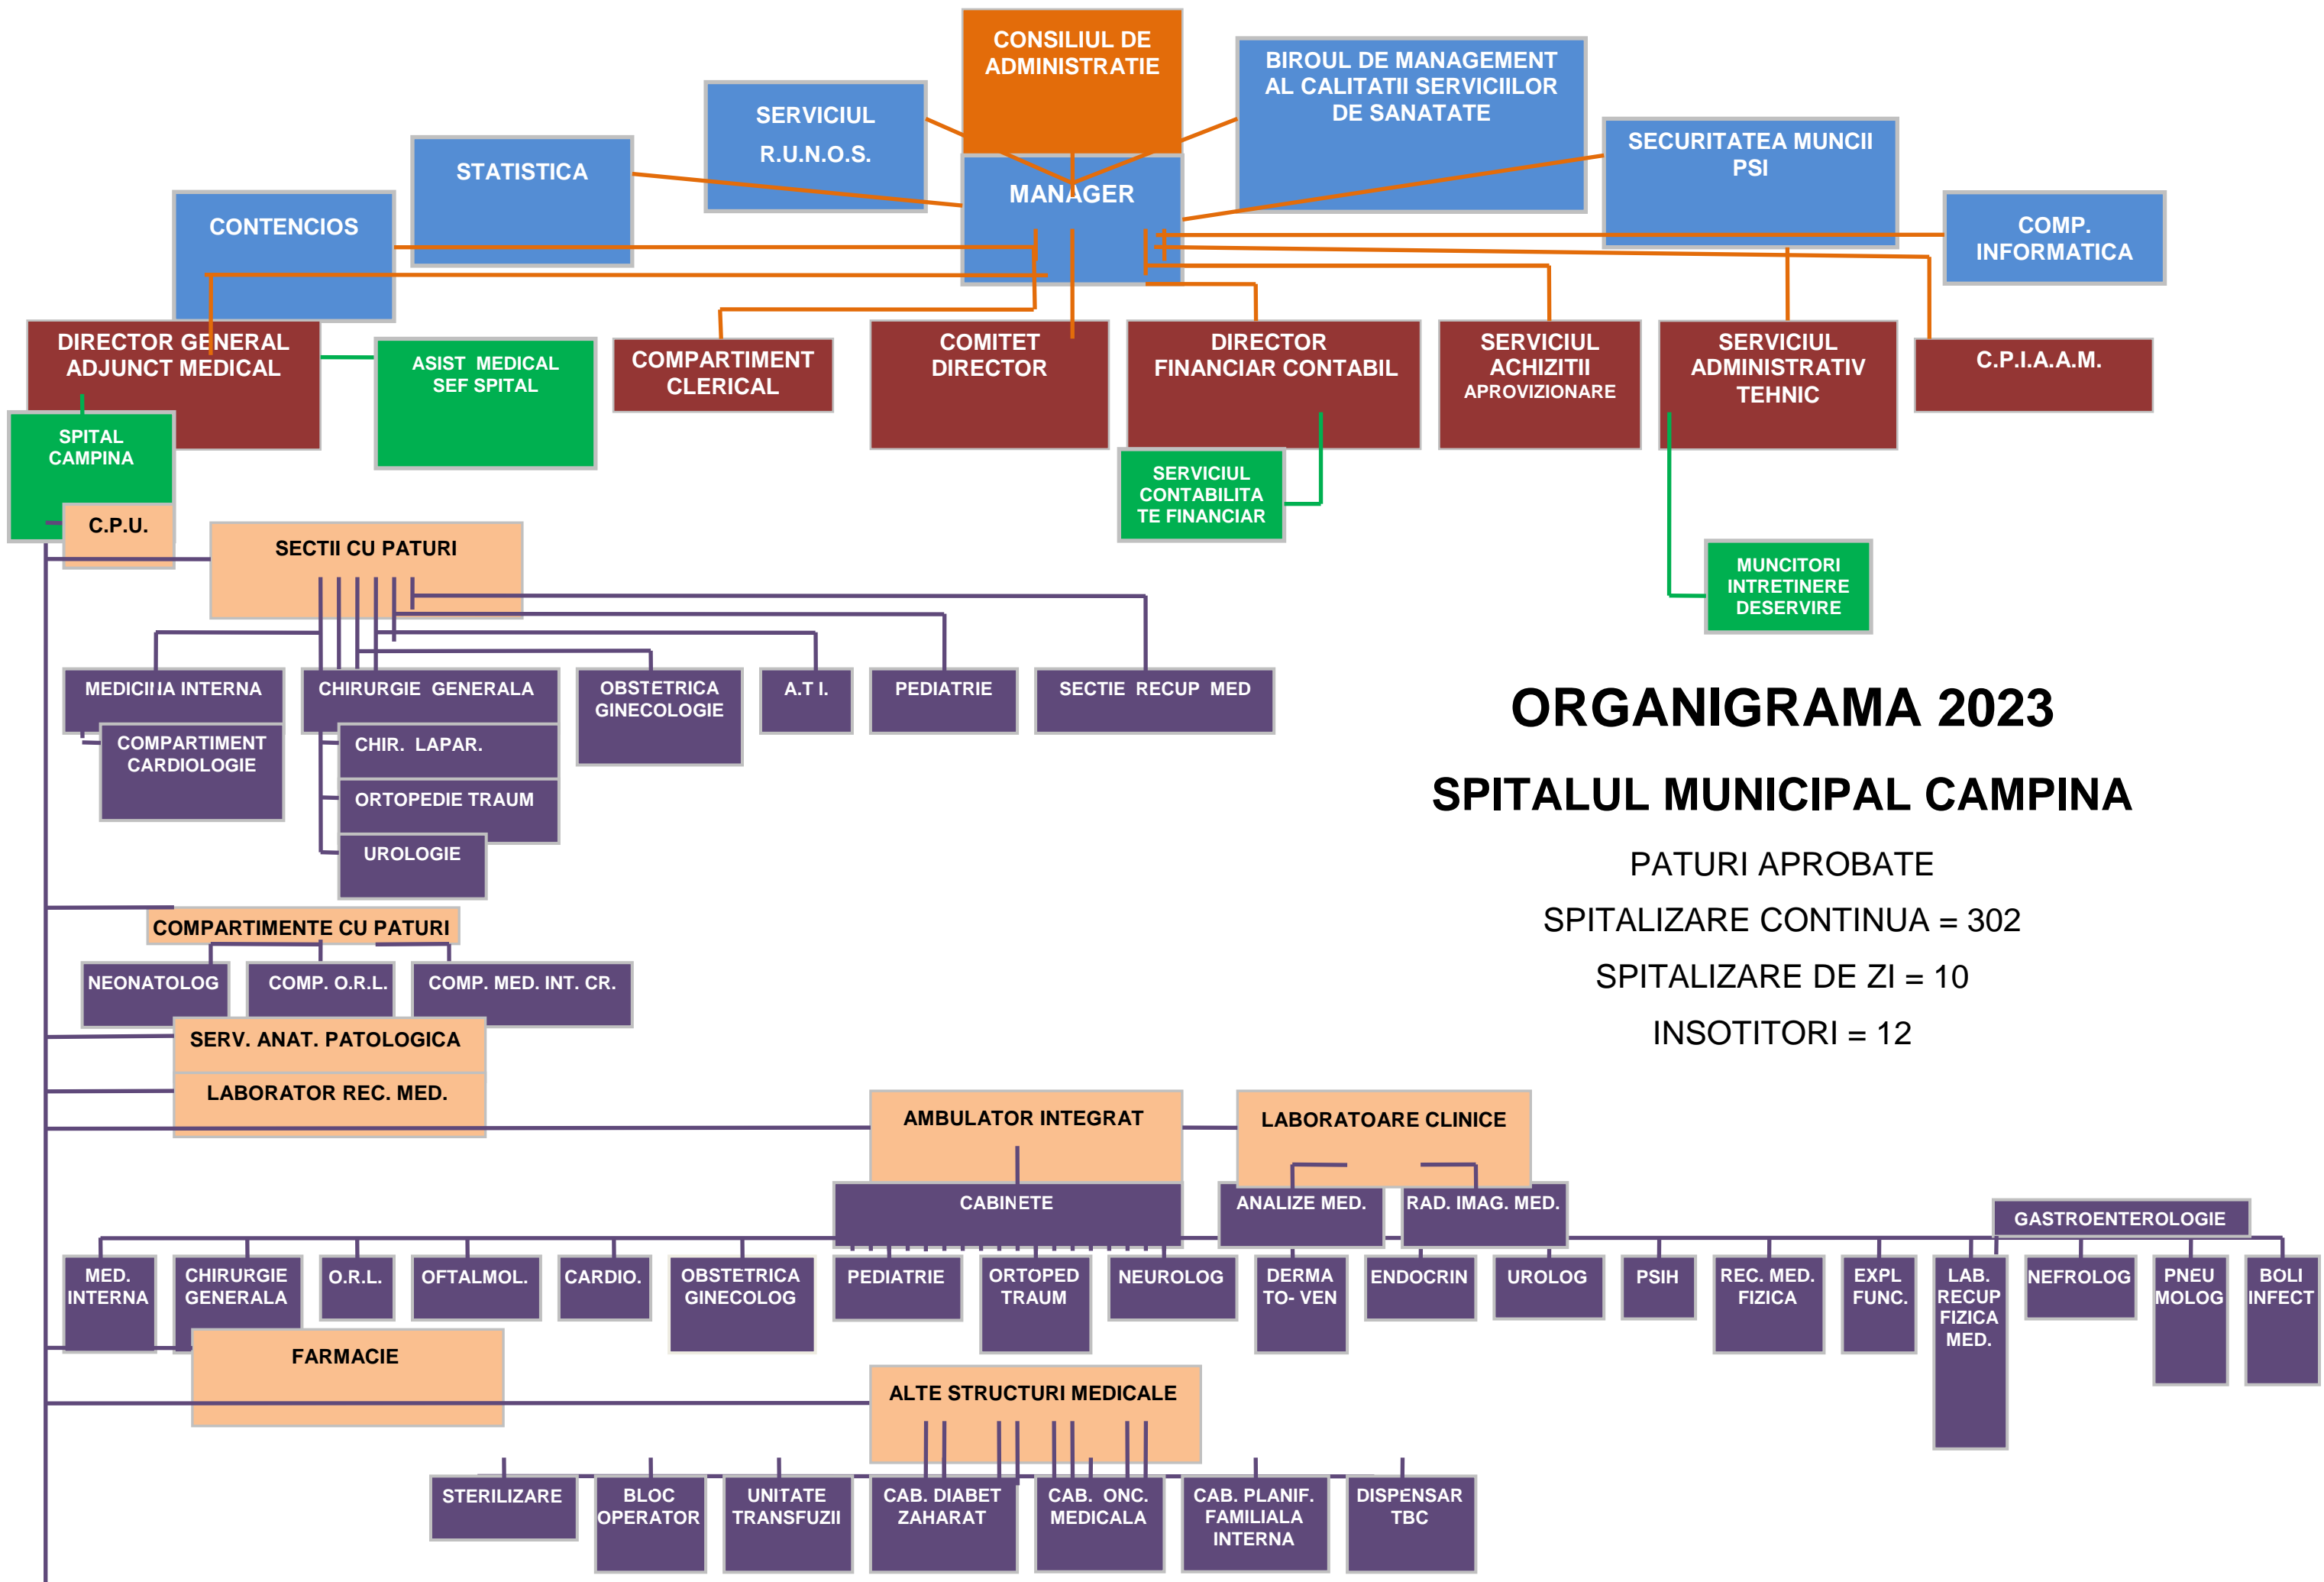 CONSILIUL DE
ADMINISTRATIE
BIROUL DE MANAGEMENT
AL CALITATII SERVICIILOR
DE SANATATE
SERVICIUL
R.U.N.O.S.
SECURITATEA MUNCII
PSI
STATISTICA
MANAGER
CONTENCIOS
COMP.
INFORMATICA
DIRECTOR GENERAL
ADJUNCT MEDICAL
ASIST MEDICAL
SEF SPITAL
COMPARTIMENT
CLERICAL
COMITET
DIRECTOR
DIRECTOR
FINANCIAR CONTABIL
SERVICIUL
ACHIZITII
APROVIZIONARE
SERVICIUL
ADMINISTRATIV
TEHNIC
C.P.I.A.A.M.
SPITAL
CAMPINA
SERVICIUL
CONTABILITA
TE FINANCIAR
C.P.U.
SECTII CU PATURI
MUNCITORI
INTRETINERE
DESERVIRE
MEDICINA INTERNA
CHIRURGIE GENERALA
OBSTETRICA
GINECOLOGIE
A.T I.
PEDIATRIE
SECTIE RECUP MED
COMPARTIMENT
CARDIOLOGIE
CHIR. LAPAR.
ORTOPEDIE TRAUM
UROLOGIE
ORGANIGRAMA 2023
SPITALUL MUNICIPAL CAMPINA
PATURI APROBATE
SPITALIZARE CONTINUA = 302
SPITALIZARE DE ZI = 10
INSOTITORI = 12
COMPARTIMENTE CU PATURI
NEONATOLOG
COMP. O.R.L.
COMP. MED. INT. CR.
SERV. ANAT. PATOLOGICA
LABORATOR REC. MED.
AMBULATOR INTEGRAT
LABORATOARE CLINICE
CABINETE
ANALIZE MED.
RAD. IMAG. MED.
GASTROENTEROLOGIE
MED.
INTERNA
CHIRURGIE
GENERALA
O.R.L.
OFTALMOL.
CARDIO.
OBSTETRICA
GINECOLOG
PEDIATRIE
ORTOPED
TRAUM
NEUROLOG
DERMA
TO- VEN
ENDOCRIN
UROLOG
PSIH
REC. MED.
FIZICA
EXPL
FUNC.
LAB.
RECUP
FIZICA
MED.
NEFROLOG
PNEU
MOLOG
BOLI
INFECT
FARMACIE
ALTE STRUCTURI MEDICALE
STERILIZARE
BLOC
OPERATOR
UNITATE
TRANSFUZII
CAB. DIABET
ZAHARAT
CAB. ONC.
MEDICALA
CAB. PLANIF.
FAMILIALA
INTERNA
DISPENSAR
TBC